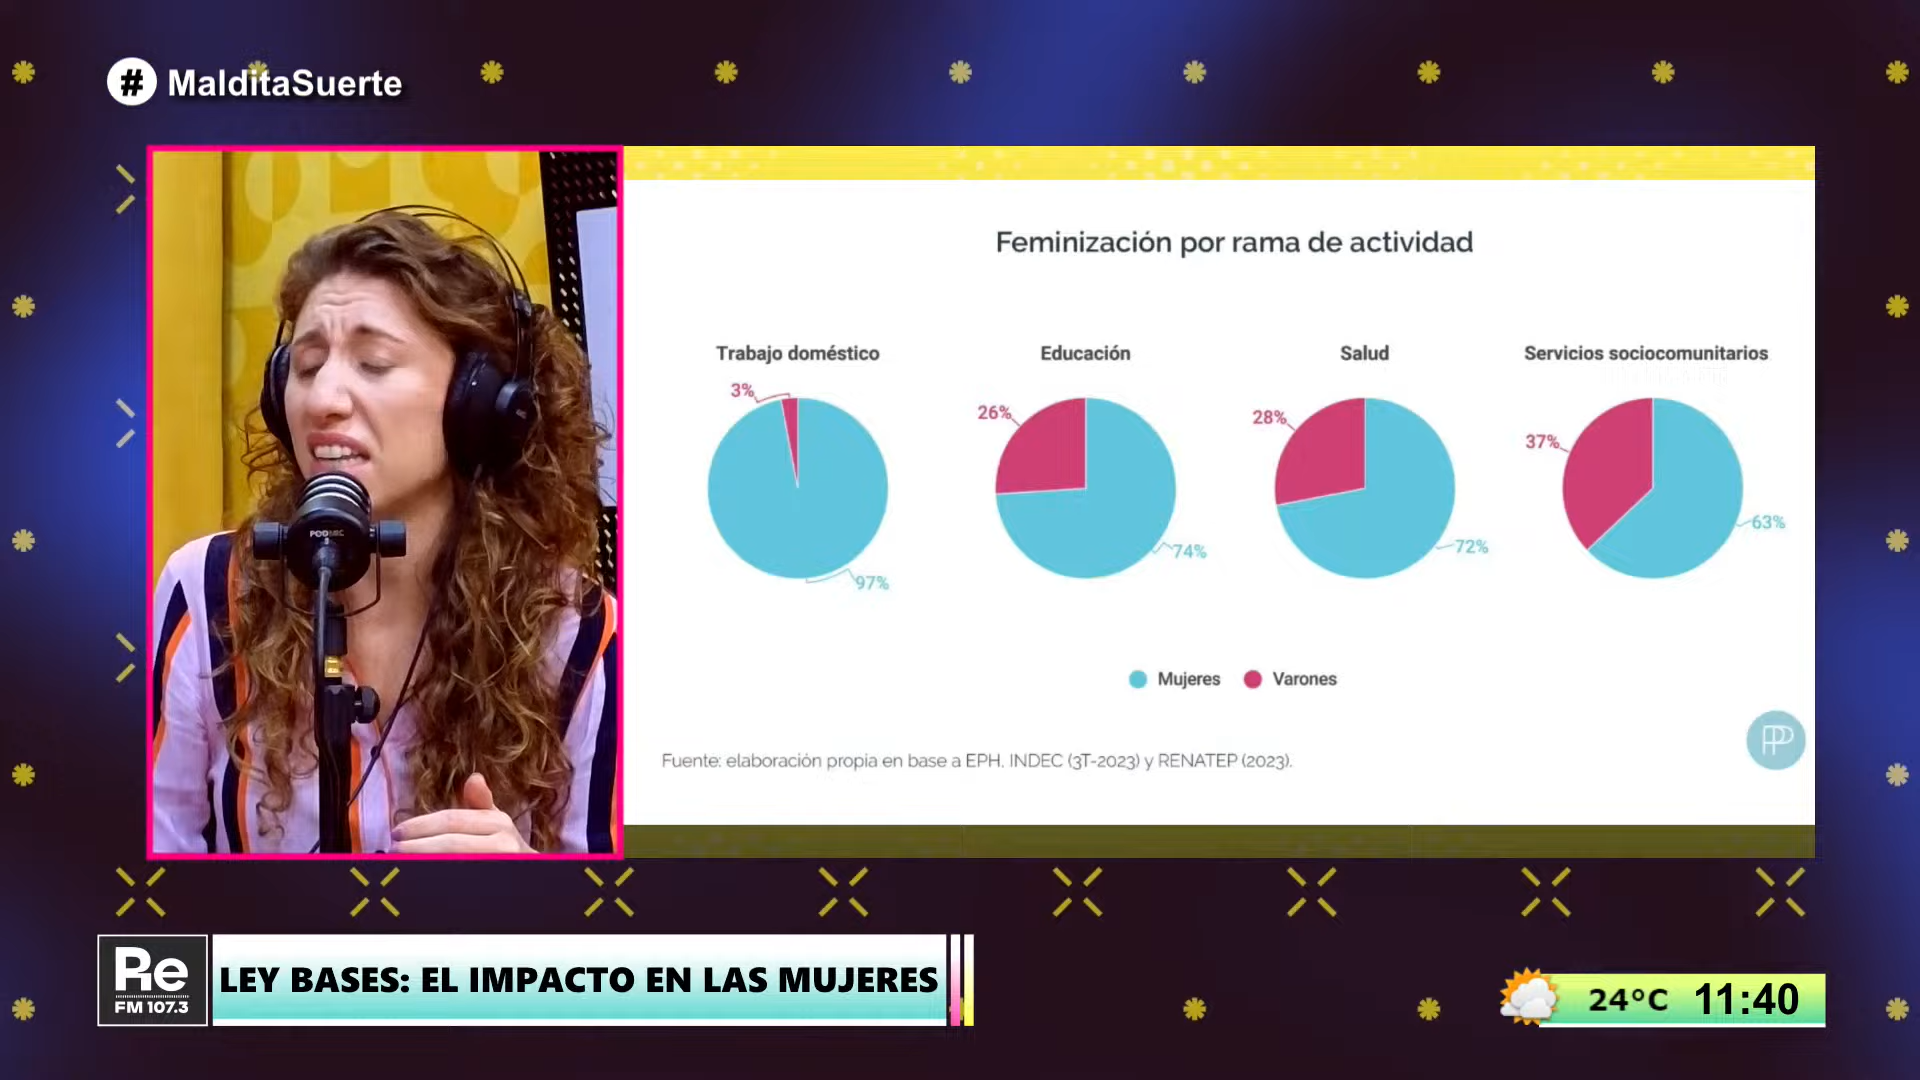 # MalditaSuerte
Feminización por rama de actividad
Trabajo doméstico
3%
97%
Educación
26%
74%
Salud
28%
72%
Servicios sociocomunitarios
37%
63%
Mujeres
Varones
Fuente: elaboración propia en base a EPH, INDEC (3T-2023) y RENATEP (2023).
PP
PODMIC
Re
FM 107.3
LEY BASES: EL IMPACTO EN LAS MUJERES
24°C 11:40